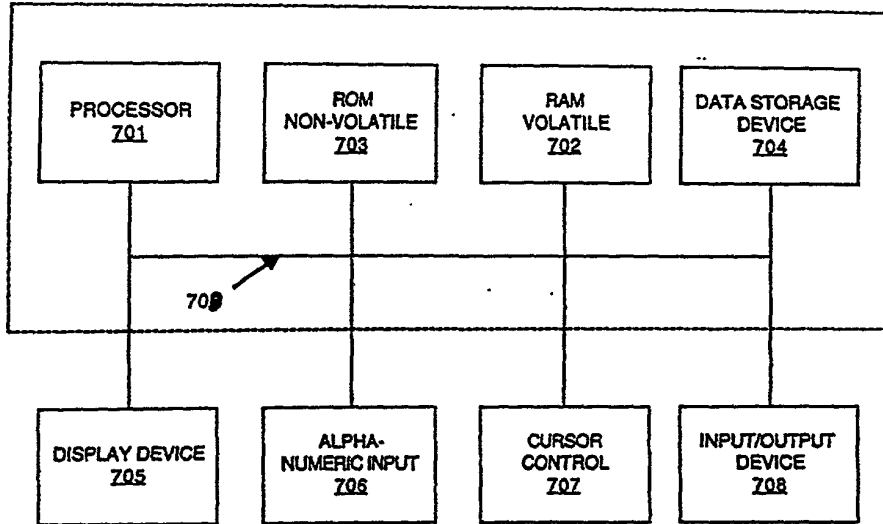 PROCESSOR
701
ROM
NON-VOLATILE
703
RAM
VOLATILE
702
DATA STORAGE
DEVICE
704
709
DISPLAY DEVICE
705
ALPHA-
NUMERIC INPUT
706
CURSOR
CONTROL
707
INPUT/OUTPUT
DEVICE
708